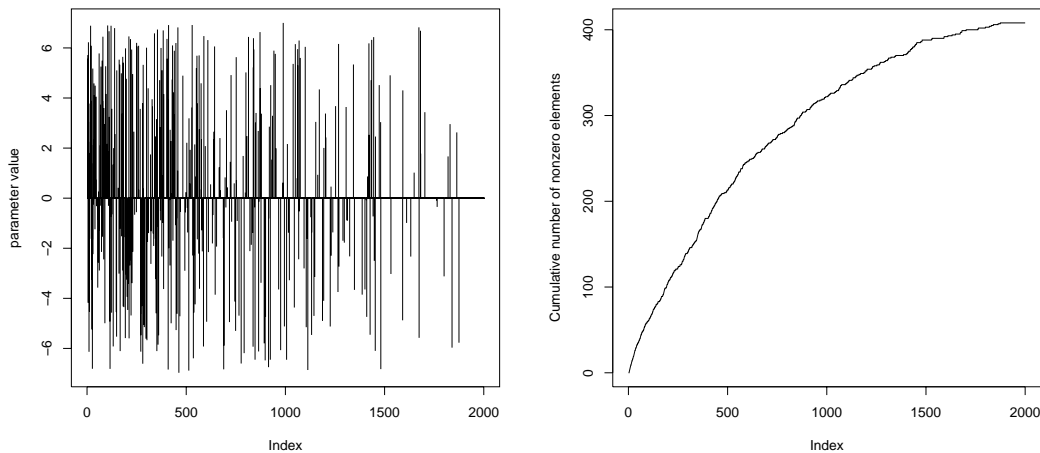 parameter value
6
4
2
0
-2
-4
-6
0 500 1000 1500 2000
Index
Cumulative number of nonzero elements
400
300
200
100
0
0 500 1000 1500 2000
Index